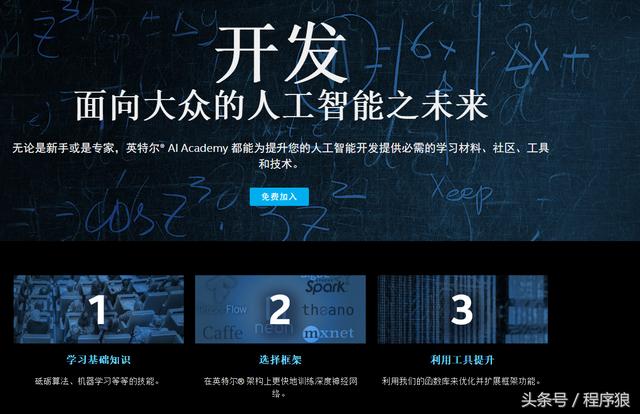 开发
面向大众的人工智能之未来
无论是新手或是专家，英特尔® AI Academy 都能为提升您的人工智能开发提供必需的学习材料、社区、工具
和技术。
免费加入
1
2
3
Spark
Flow
theano
Caffe
neon
mxnet
学习基础知识
选择框架
利用工具提升
砥砺算法、机器学习等等的技能。
在英特尔® 架构上更快地训练深度神经网
络。
利用我们的函数库来优化并扩展框架功能。
头条号 / 程序狼